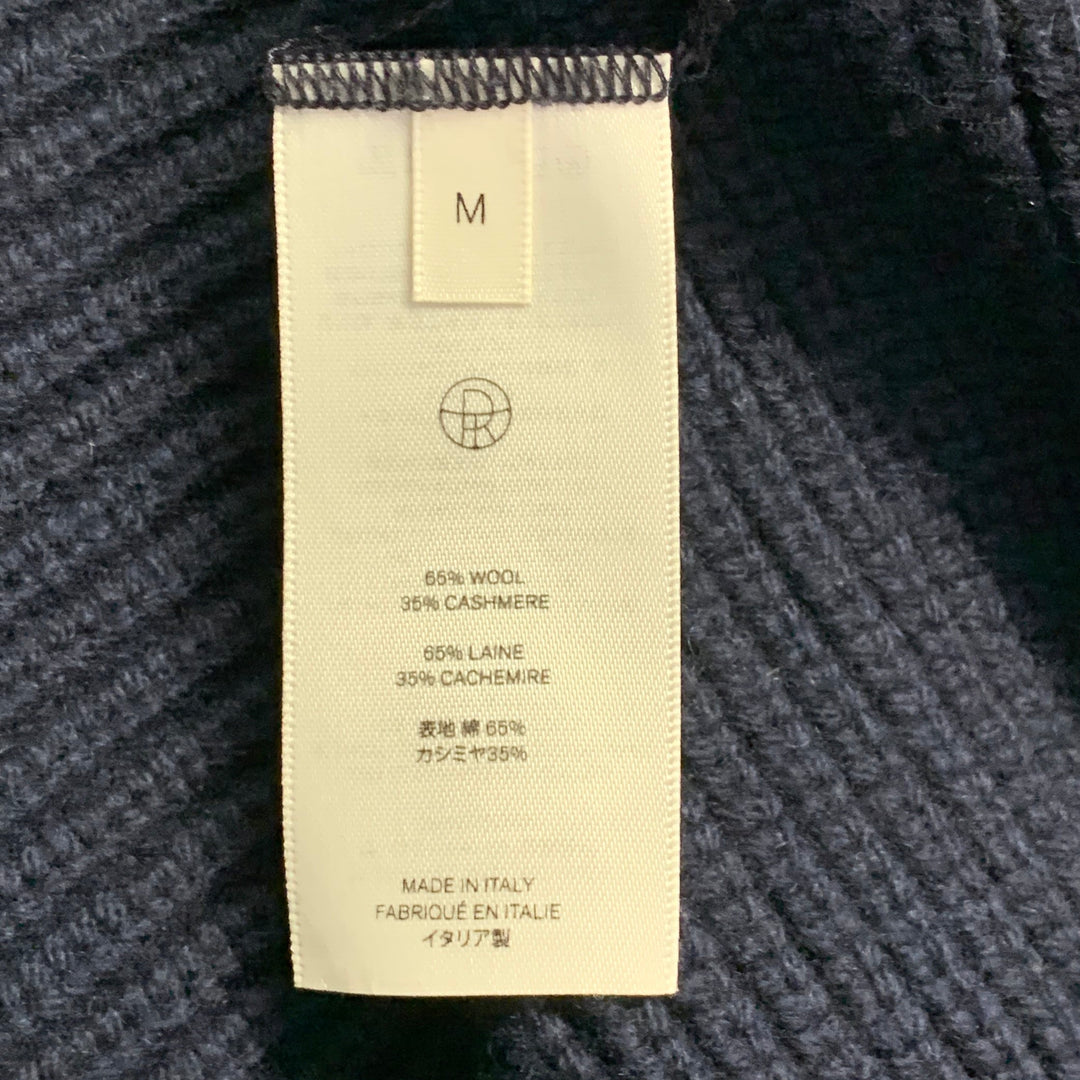 M
65% WOOL
35% CASHMERE
65% LAINE
35% CACHEMIRE
表地 綿 65%
カシミヤ35%
MADE IN ITALY
FABRIQUÉ EN ITALIE
イタリア製